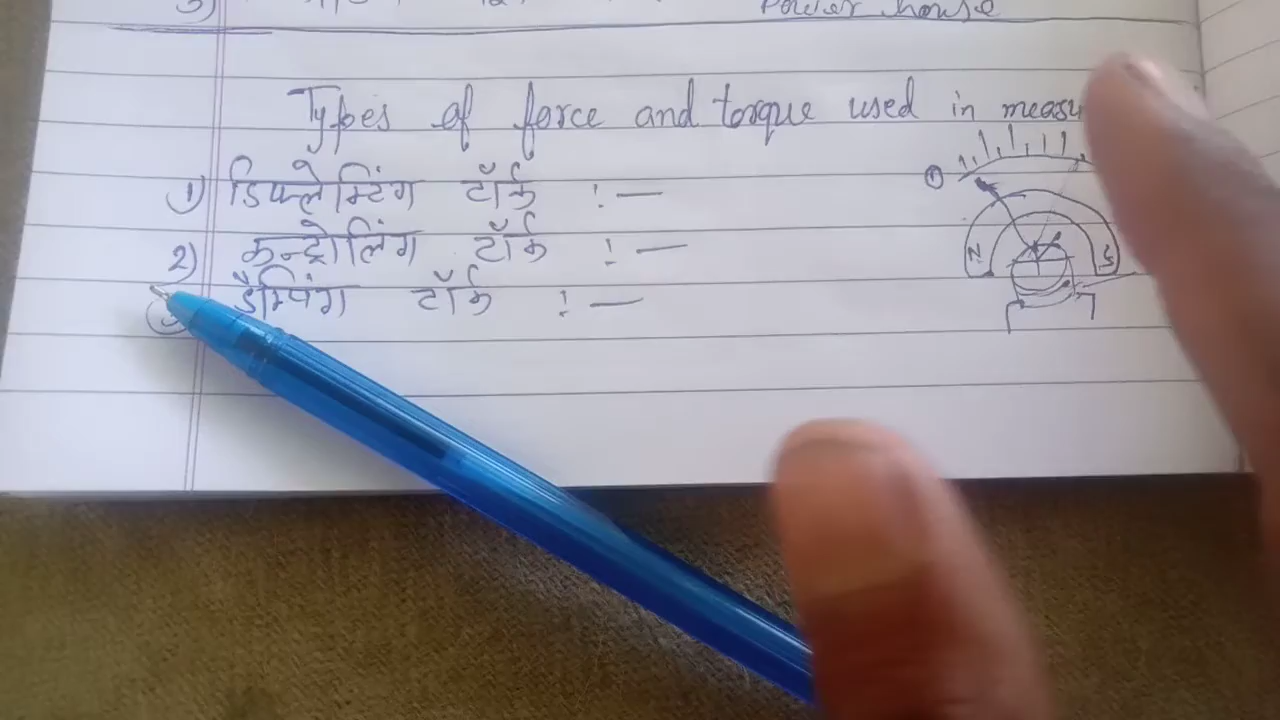 Power house
Types of force and torque used in measu
1) डिफ्लेक्टिंग टॉर्क :—
2) कन्ट्रोलिंग टॉर्क :—
डैम्पिंग टॉर्क :—
N S